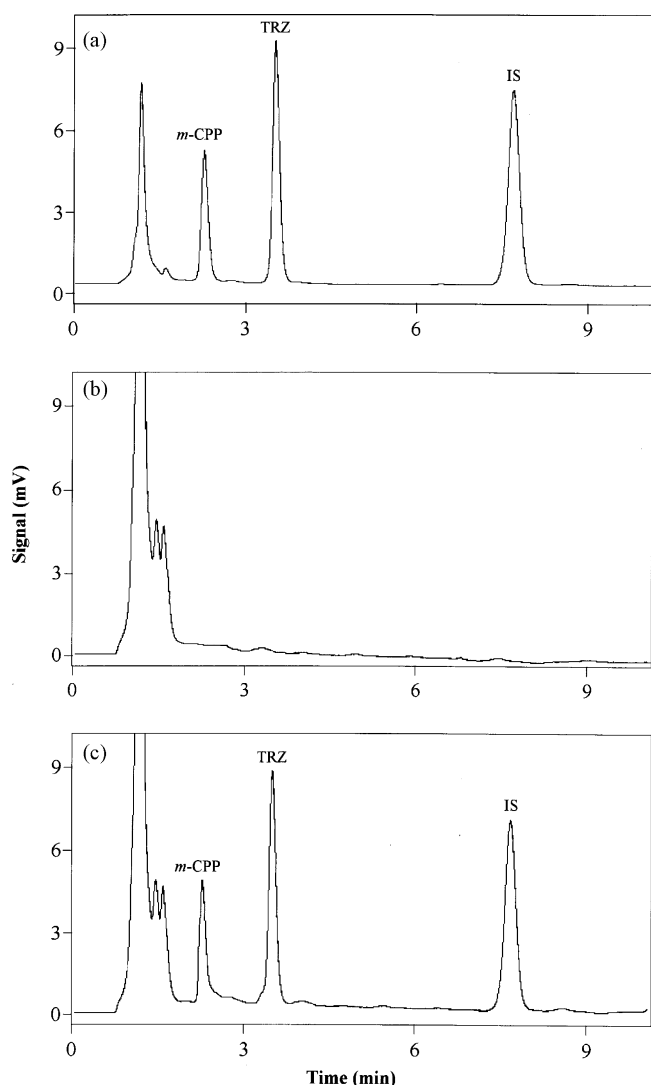 (a)
TRZ
IS
m-CPP
9
6
3
0
0 3 6 9
(b)
9
6
3
0
0 3 6 9
Signal (mV)
(c)
TRZ
IS
m-CPP
9
6
3
0
0 3 6 9
Time (min)